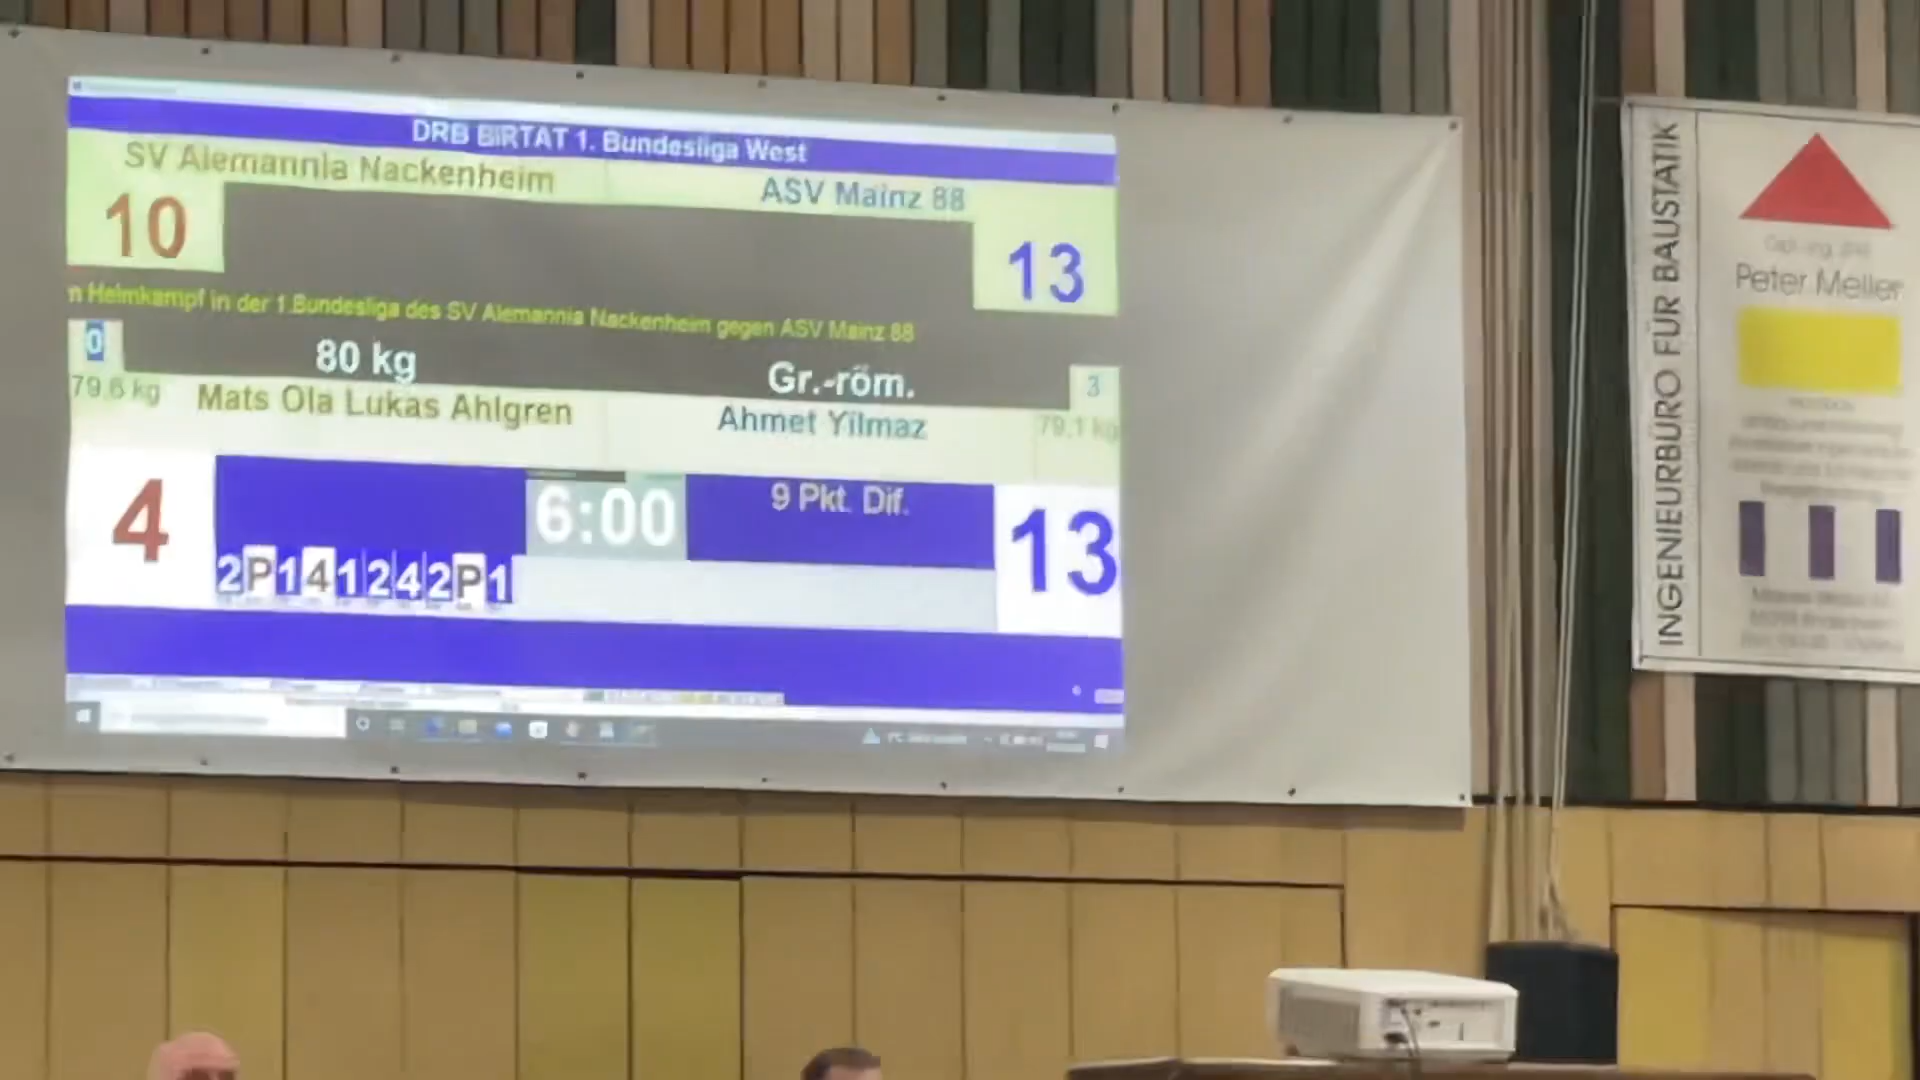 DRB BIRTAT 1. Bundesliga West
SV Alemannia Nackenheim
ASV Mainz 88
10
13
n Heimkampf in der 1.Bundesliga des SV Alemannia Nackenheim gegen ASV Mainz 88
0
80 kg
Gr.-röm.
3
79,6 kg
Mats Ola Lukas Ahlgren
Ahmet Yilmaz
79,1 kg
4
6:00
9 Pkt. Dif.
13
2P141242P1
INGENIEURBÜRO FÜR BAUSTATIK
Peter Meller